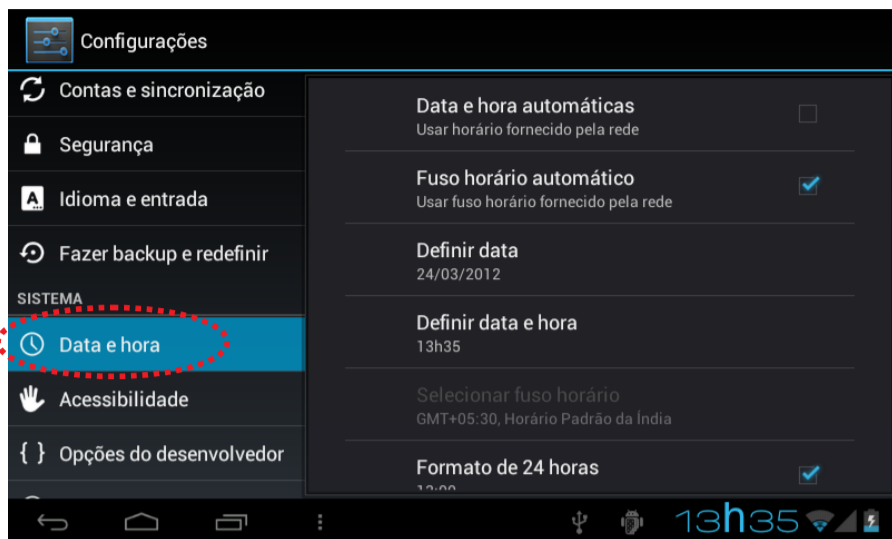 Configurações
Contas e sincronização
Segurança
Idioma e entrada
Fazer backup e redefinir
SISTEMA
Data e hora
Acessibilidade
{ } Opções do desenvolvedor
Data e hora automáticas
Usar horário fornecido pela rede
Fuso horário automático
Usar fuso horário fornecido pela rede
Definir data
24/03/2012
Definir data e hora
13h35
Selecionar fuso horário
GMT+05:30, Horário Padrão da Índia
Formato de 24 horas
13h35